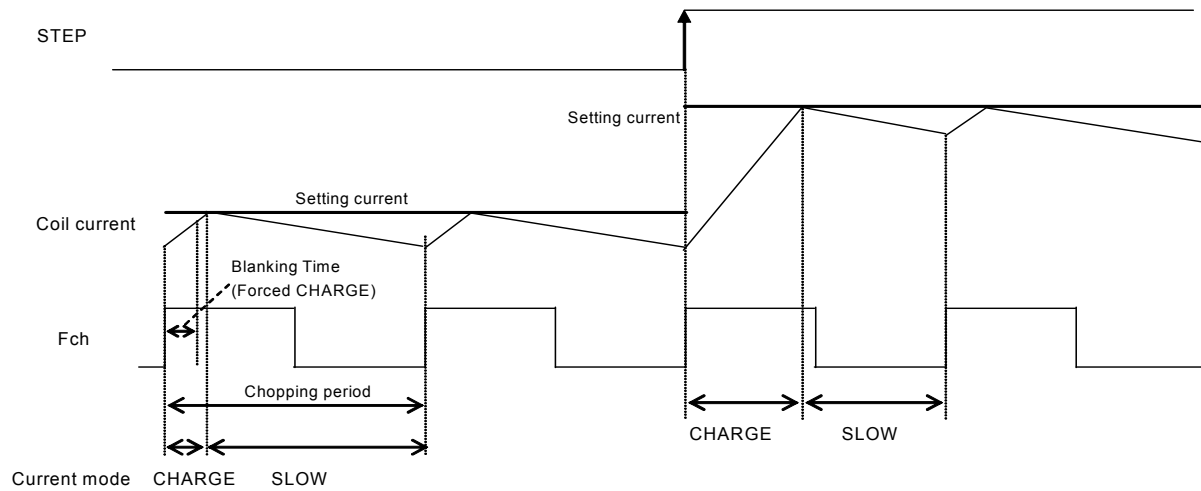 STEP
Setting current
Setting current
Coil current
Blanking Time
(Forced CHARGE)
Fch
Chopping period
CHARGE SLOW
Current mode CHARGE SLOW